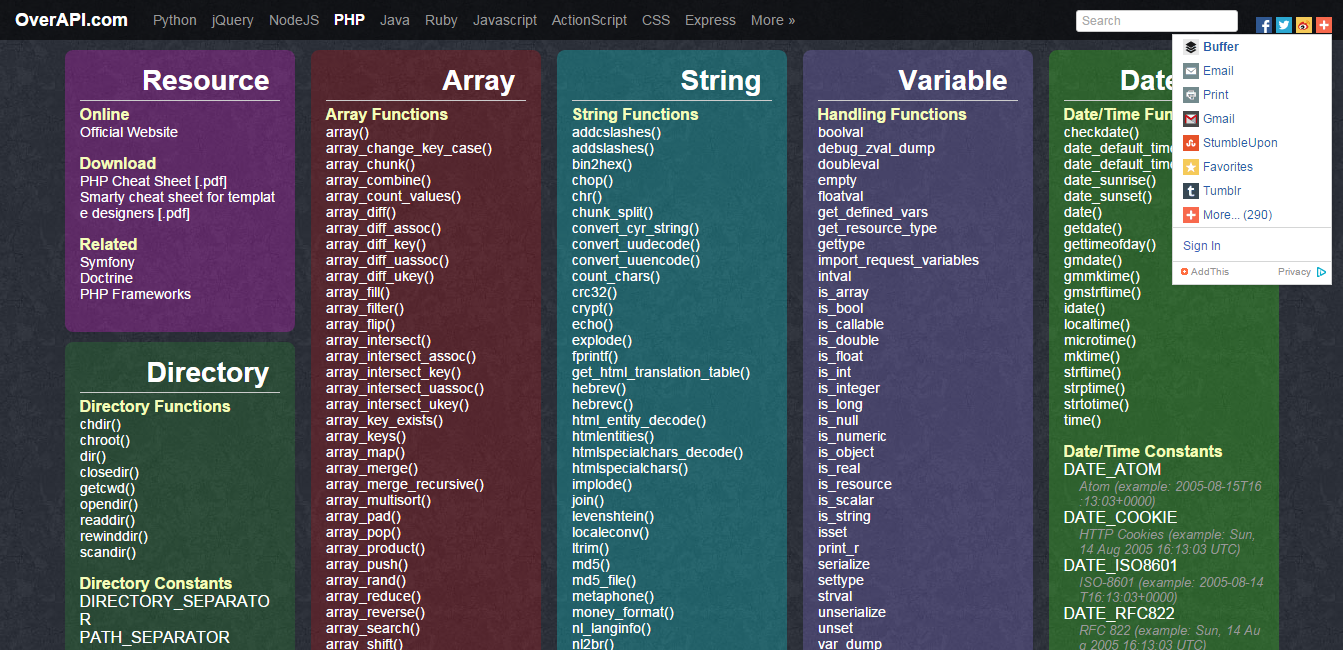 OverAPI.com
Python jQuery NodeJS PHP Java Ruby Javascript ActionScript CSS Express More »
Search
Buffer
Email
Print
Gmail
StumbleUpon
Favorites
Tumblr
More... (290)
Sign In
AddThis Privacy
Resource
Online
Official Website
Download
PHP Cheat Sheet [.pdf]
Smarty cheat sheet for templat
e designers [.pdf]
Related
Symfony
Doctrine
PHP Frameworks
Directory
Directory Functions
chdir()
chroot()
dir()
closedir()
getcwd()
opendir()
readdir()
rewinddir()
scandir()
Directory Constants
DIRECTORY_SEPARATO
R
PATH_SEPARATOR
Array
Array Functions
array()
array_change_key_case()
array_chunk()
array_combine()
array_count_values()
array_diff()
array_diff_assoc()
array_diff_key()
array_diff_uassoc()
array_diff_ukey()
array_fill()
array_filter()
array_flip()
array_intersect()
array_intersect_assoc()
array_intersect_key()
array_intersect_uassoc()
array_intersect_ukey()
array_key_exists()
array_keys()
array_map()
array_merge()
array_merge_recursive()
array_multisort()
array_pad()
array_pop()
array_product()
array_push()
array_rand()
array_reduce()
array_reverse()
array_search()
array_shift()
String
String Functions
addcslashes()
addslashes()
bin2hex()
chop()
chr()
chunk_split()
convert_cyr_string()
convert_uudecode()
convert_uuencode()
count_chars()
crc32()
crypt()
echo()
explode()
fprintf()
get_html_translation_table()
hebrev()
hebrevc()
html_entity_decode()
htmlentities()
htmlspecialchars_decode()
htmlspecialchars()
implode()
join()
levenshtein()
localeconv()
ltrim()
md5()
md5_file()
metaphone()
money_format()
nl_langinfo()
nl2br()
Variable
Handling Functions
boolval
debug_zval_dump
doubleval
empty
floatval
get_defined_vars
get_resource_type
gettype
import_request_variables
intval
is_array
is_bool
is_callable
is_double
is_float
is_int
is_integer
is_long
is_null
is_numeric
is_object
is_real
is_resource
is_scalar
is_string
isset
print_r
serialize
settype
strval
unserialize
unset
var_dump
Date
Date/Time Fun
checkdate()
date_default_time
date_default_time
date_sunrise()
date_sunset()
date()
getdate()
gettimeofday()
gmdate()
gmmktime()
gmstrftime()
idate()
localtime()
microtime()
mktime()
strftime()
strptime()
strtotime()
time()
Date/Time Constants
DATE_ATOM
Atom (example: 2005-08-15T16
:13:03+0000)
DATE_COOKIE
HTTP Cookies (example: Sun,
14 Aug 2005 16:13:03 UTC)
DATE_ISO8601
ISO-8601 (example: 2005-08-14
T16:13:03+0000)
DATE_RFC822
RFC 822 (example: Sun, 14 Au
g 2005 16:13:03 UTC)